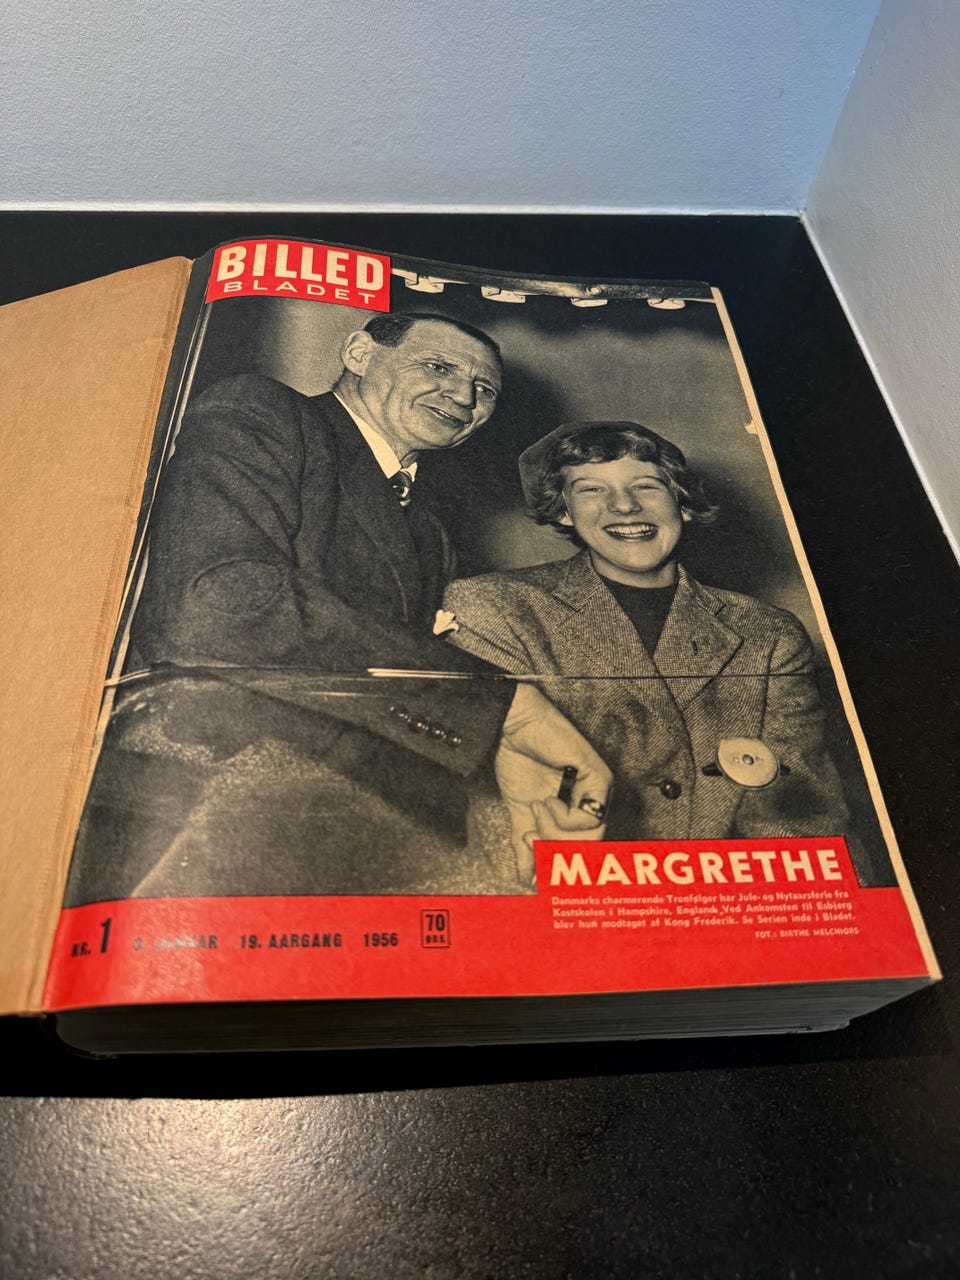 BILLED
BLADET
MARGRETHE
Danmarks charmerende Tronfølger har Jule- og Nytaarsferie fra
Kostskolen i Hampshire, England. Ved Ankomsten til Esbjerg
blev hun modtaget af Kong Frederik. Se Serien inde i Bladet.
FOT.: BIRTHE MELCHIORS
NR. 1 3. JANUAR 19. AARGANG 1956 70
ØRE